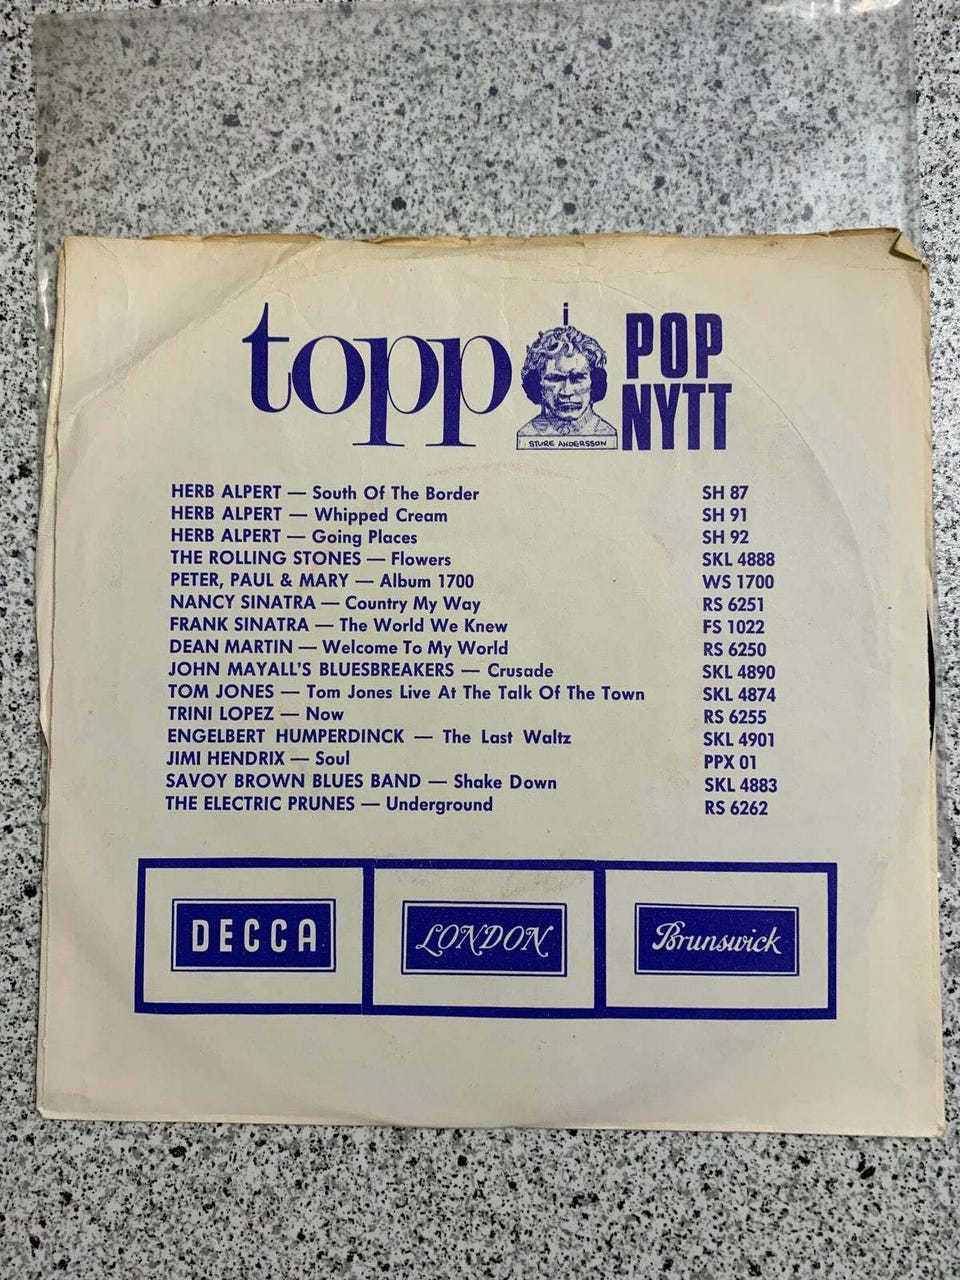 topp i POP
NYTT
STURE ANDERSSON
HERB ALPERT — South Of The Border SH 87
HERB ALPERT — Whipped Cream SH 91
HERB ALPERT — Going Places SH 92
THE ROLLING STONES — Flowers SKL 4888
PETER, PAUL & MARY — Album 1700 WS 1700
NANCY SINATRA — Country My Way RS 6251
FRANK SINATRA — The World We Knew FS 1022
DEAN MARTIN — Welcome To My World RS 6250
JOHN MAYALL'S BLUESBREAKERS — Crusade SKL 4890
TOM JONES — Tom Jones Live At The Talk Of The Town SKL 4874
TRINI LOPEZ — Now RS 6255
ENGELBERT HUMPERDINCK — The Last Waltz SKL 4901
JIMI HENDRIX — Soul PPX 01
SAVOY BROWN BLUES BAND — Shake Down SKL 4883
THE ELECTRIC PRUNES — Underground RS 6262
DECCA LONDON Brunswick